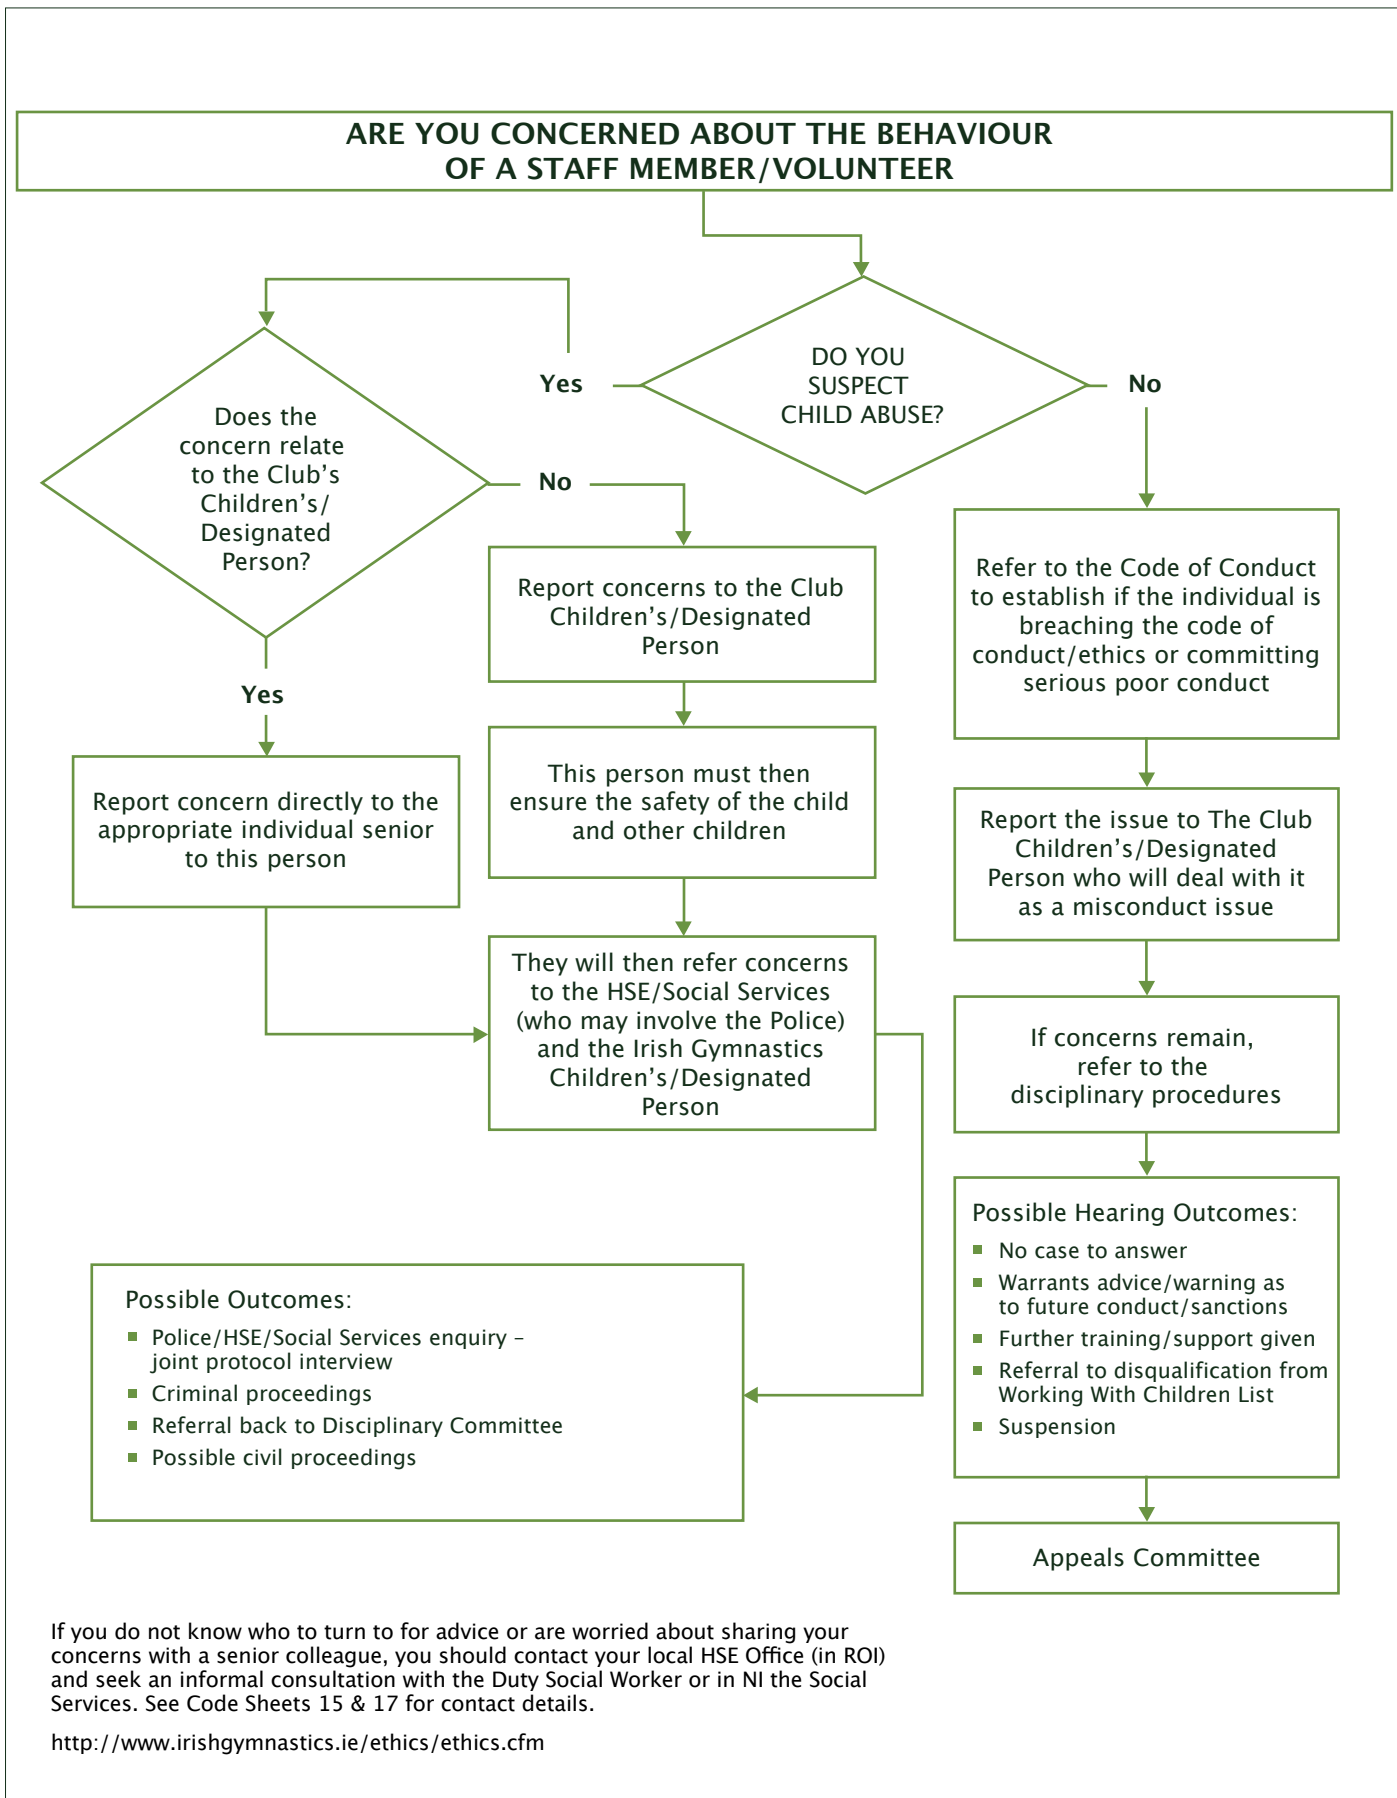 ARE YOU CONCERNED ABOUT THE BEHAVIOUR
OF A STAFF MEMBER/VOLUNTEER
DO YOU
SUSPECT
CHILD ABUSE?
Yes
No
Does the
concern relate
to the Club's
Children's/
Designated
Person?
No
Yes
Report concern directly to the
appropriate individual senior
to this person
Report concerns to the Club
Children's/Designated
Person
This person must then
ensure the safety of the child
and other children
They will then refer concerns
to the HSE/Social Services
(who may involve the Police)
and the Irish Gymnastics
Children's/Designated
Person
Possible Outcomes:
■ Police/HSE/Social Services enquiry –
joint protocol interview
■ Criminal proceedings
■ Referral back to Disciplinary Committee
■ Possible civil proceedings
Refer to the Code of Conduct
to establish if the individual is
breaching the code of
conduct/ethics or committing
serious poor conduct
Report the issue to The Club
Children's/Designated
Person who will deal with it
as a misconduct issue
If concerns remain,
refer to the
disciplinary procedures
Possible Hearing Outcomes:
■ No case to answer
■ Warrants advice/warning as
to future conduct/sanctions
■ Further training/support given
■ Referral to disqualification from
Working With Children List
■ Suspension
Appeals Committee
If you do not know who to turn to for advice or are worried about sharing your
concerns with a senior colleague, you should contact your local HSE Office (in ROI)
and seek an informal consultation with the Duty Social Worker or in NI the Social
Services. See Code Sheets 15 & 17 for contact details.
http://www.irishgymnastics.ie/ethics/ethics.cfm